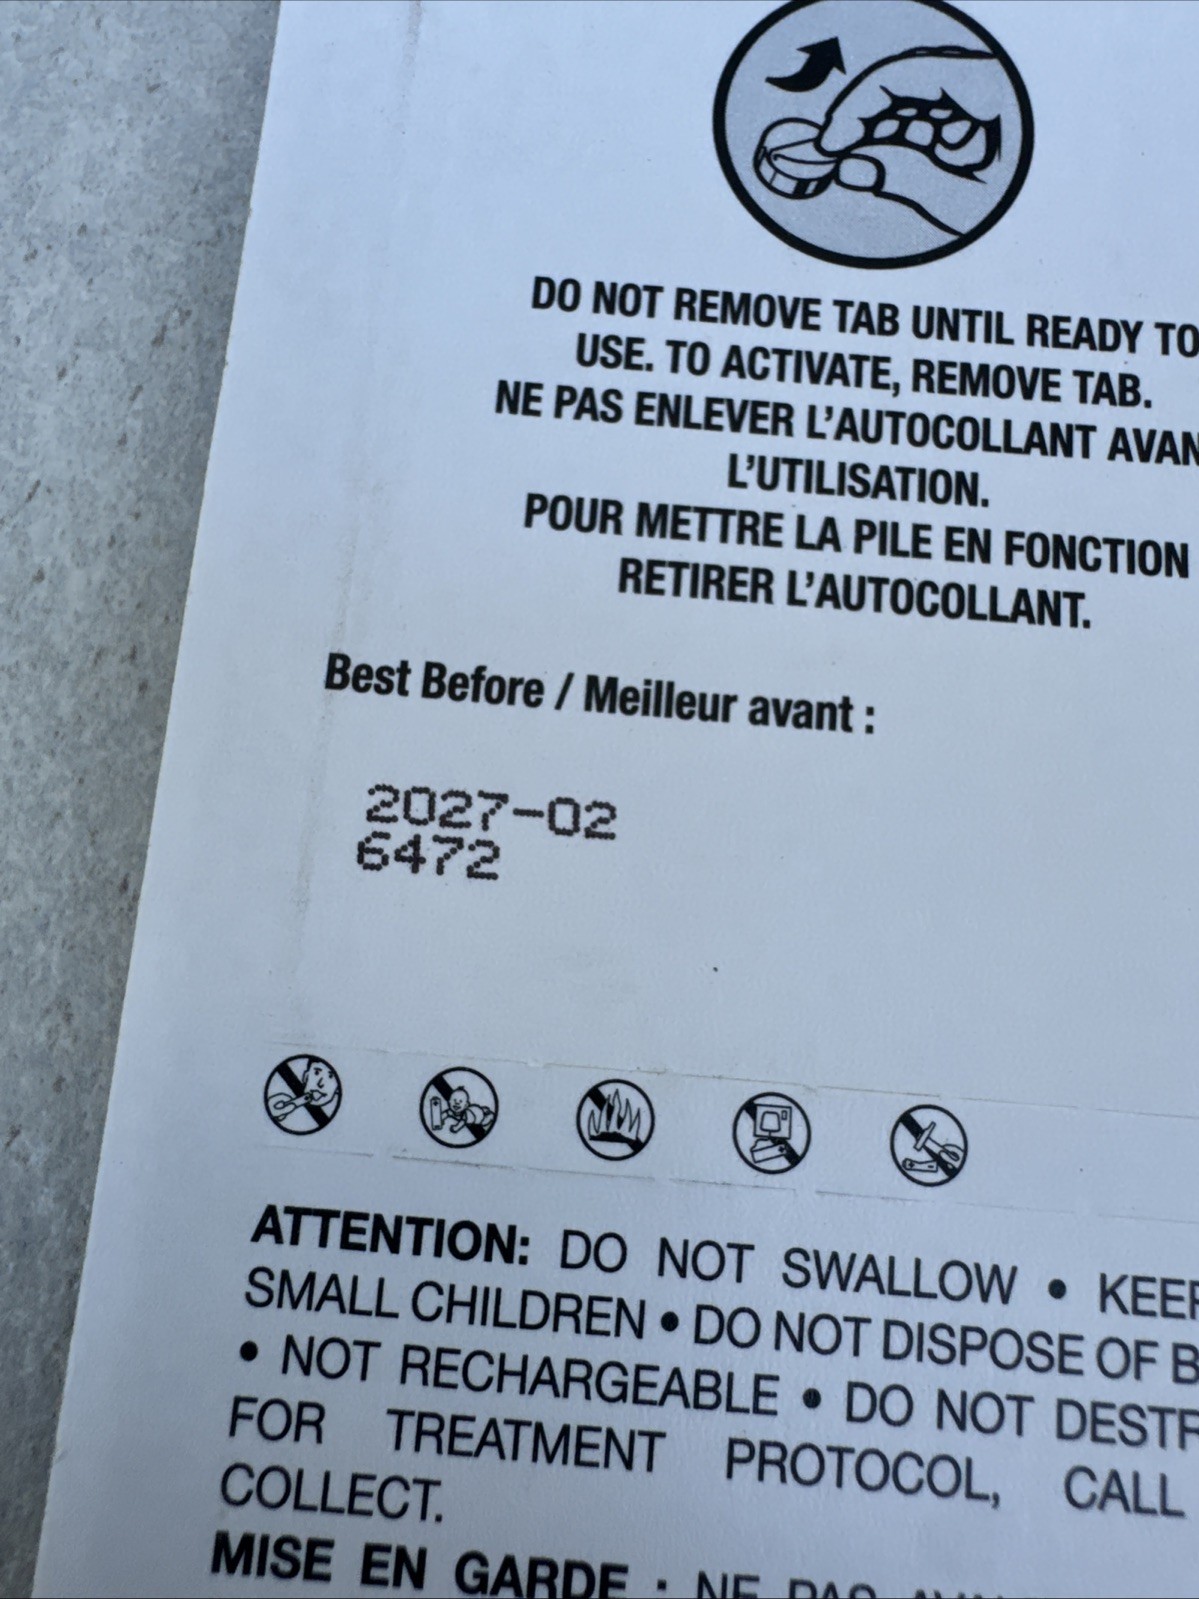 DO NOT REMOVE TAB UNTIL READY TO
USE. TO ACTIVATE, REMOVE TAB.
NE PAS ENLEVER L'AUTOCOLLANT
L'UTILISATION.
POUR METTRE LA PILE EN FONCTION
RETIRER L'AUTOCOLLANT.
Best Before / Meilleur avant :
2027-02
6472
ATTENTION: DO NOT SWALLOW •
SMALL CHILDREN • DO NOT DISPOSE OF
• NOT RECHARGEABLE • DO NOT
FOR TREATMENT PROTOCOL, CALL
COLLECT.
MISE EN GARDE : NE PAS